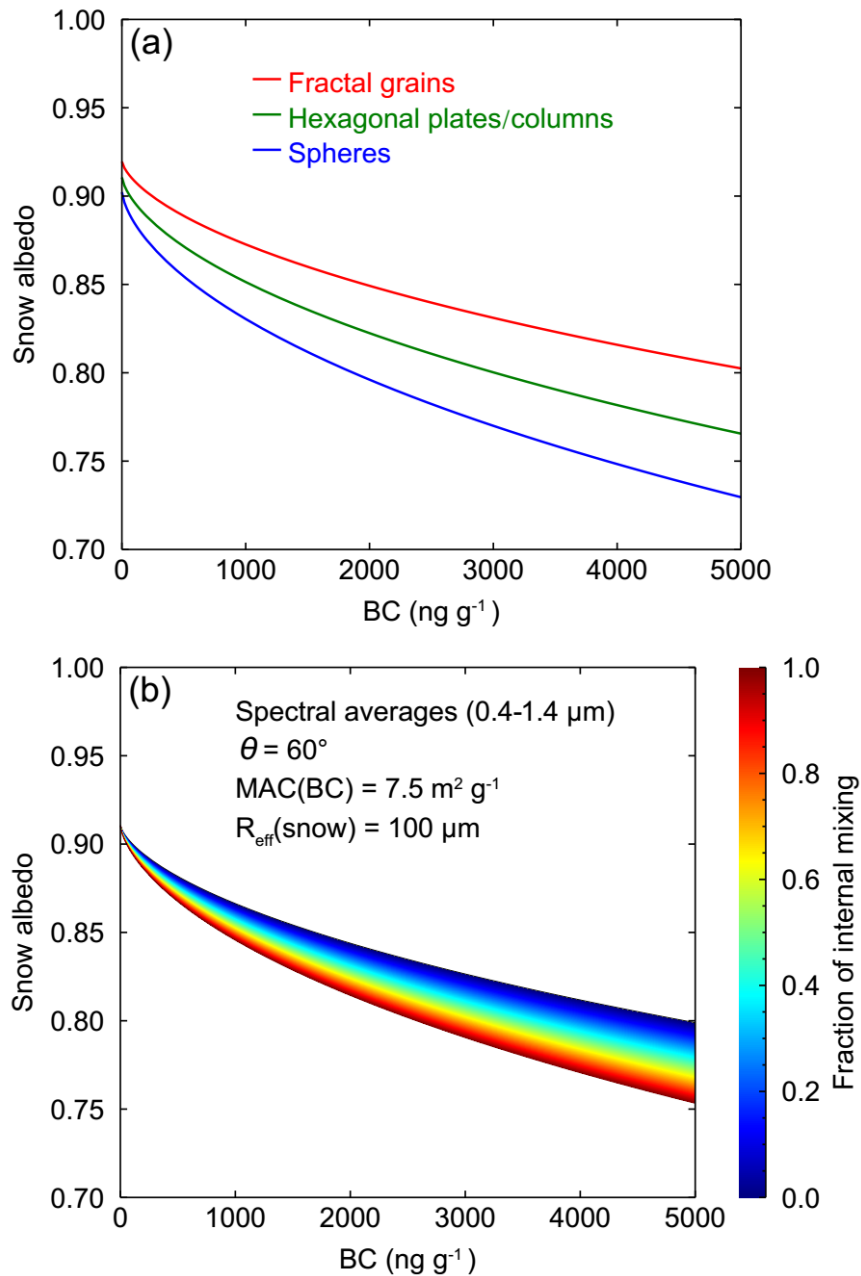 (a)
Fractal grains
Hexagonal plates/columns
Spheres
1.00
0.95
0.90
0.85
0.80
0.75
0.70
Snow albedo
0 1000 2000 3000 4000 5000
BC (ng g⁻¹)
(b)
Spectral averages (0.4-1.4 µm)
θ = 60°
MAC(BC) = 7.5 m² g⁻¹
Reff(snow) = 100 µm
1.00
0.95
0.90
0.85
0.80
0.75
0.70
Snow albedo
0 1000 2000 3000 4000 5000
BC (ng g⁻¹)
1.0
0.8
0.6
0.4
0.2
0.0
Fraction of internal mixing